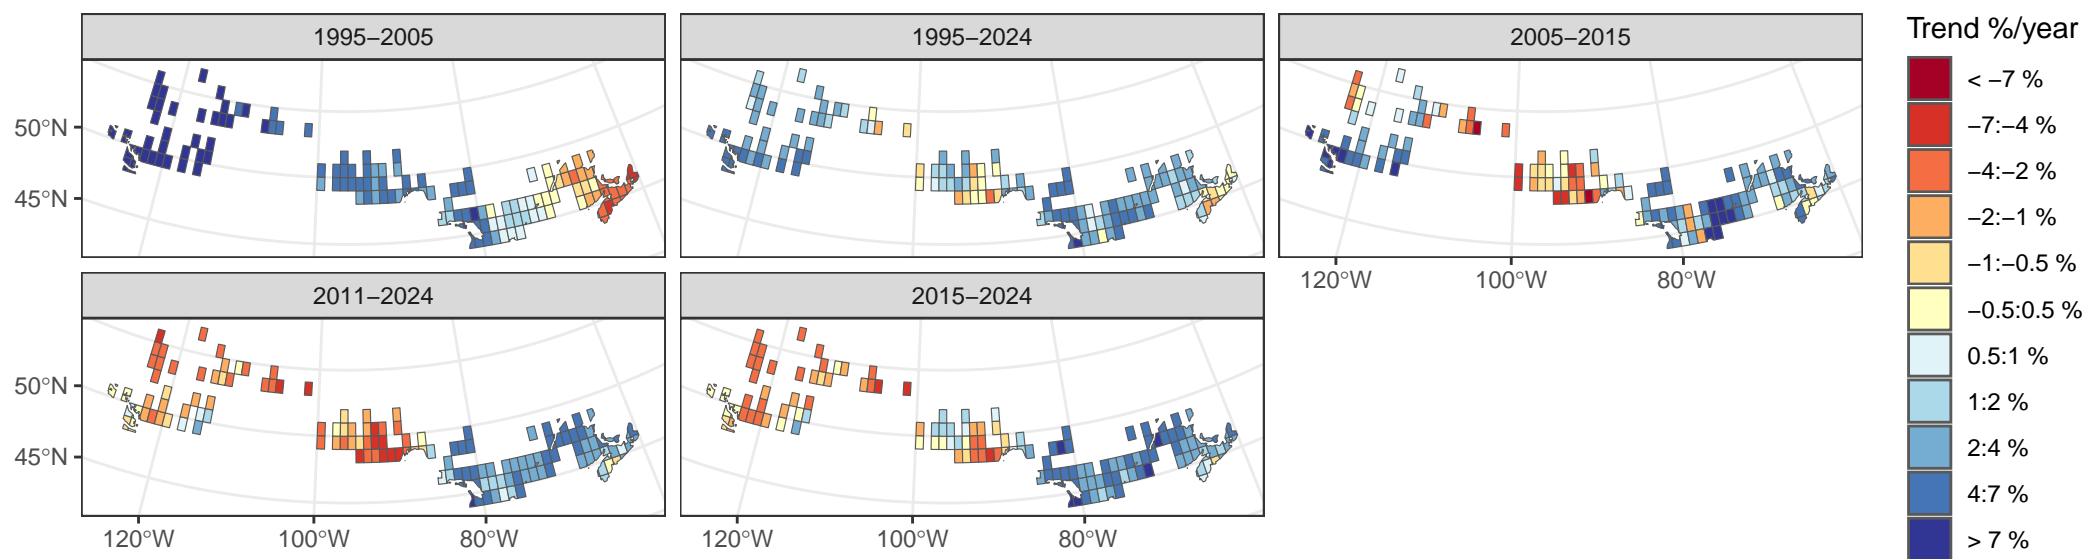 1995−2005
1995−2024
2005−2015
50°N
45°N
120°W
100°W
80°W
2011−2024
2015−2024
50°N
45°N
120°W
100°W
80°W
120°W
100°W
80°W
Trend %/year
< −7 %
−7:−4 %
−4:−2 %
−2:−1 %
−1:−0.5 %
−0.5:0.5 %
0.5:1 %
1:2 %
2:4 %
4:7 %
> 7 %